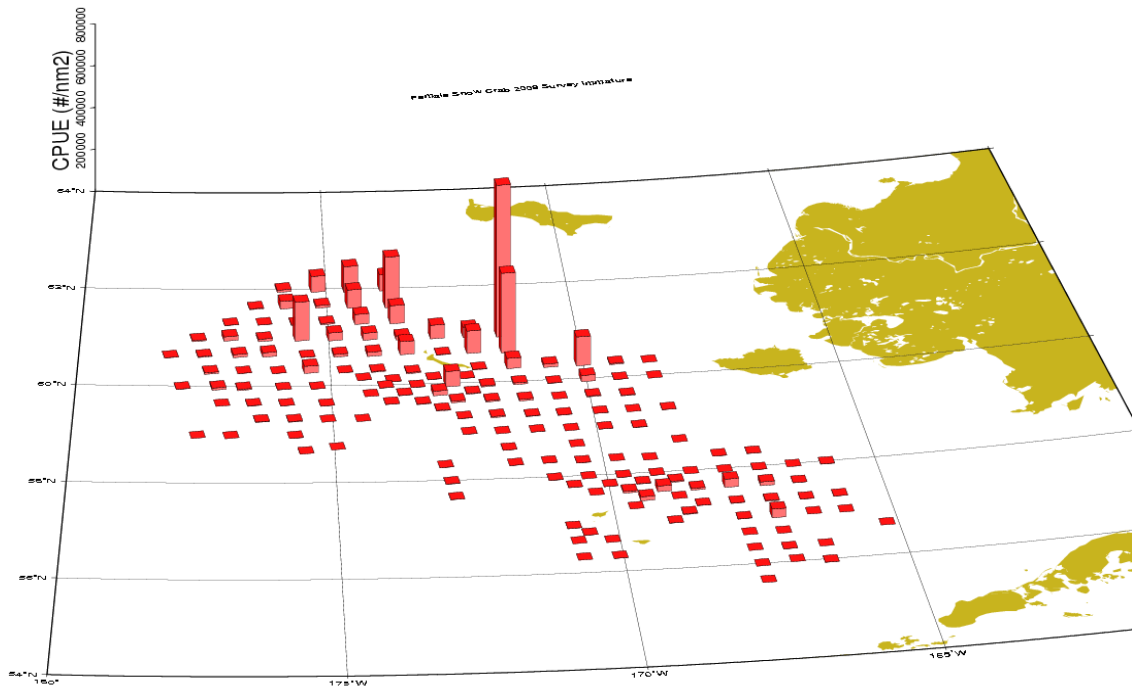 800000
600000
400000
200000
CPUE (#/nm2)
Female Snow Crab 2009 Survey Immature
64°N
62°N
60°N
58°N
56°N
54°N
180°
175°W
170°W
165°W